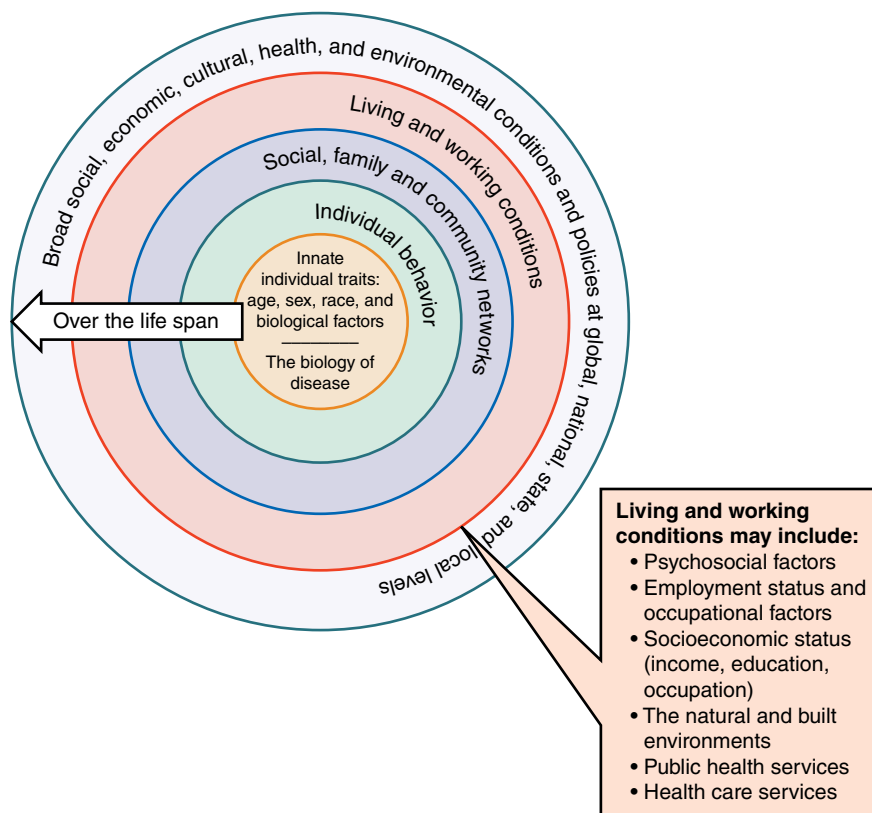 Broad social, economic, cultural, health, and environmental conditions and policies at global, national, state, and local levels
Living and working conditions
Social, family and community networks
Individual behavior
Innate
individual traits:
age, sex, race, and
biological factors
The biology of
disease
Over the life span
Living and working
conditions may include:
• Psychosocial factors
• Employment status and
occupational factors
• Socioeconomic status
(income, education,
occupation)
• The natural and built
environments
• Public health services
• Health care services